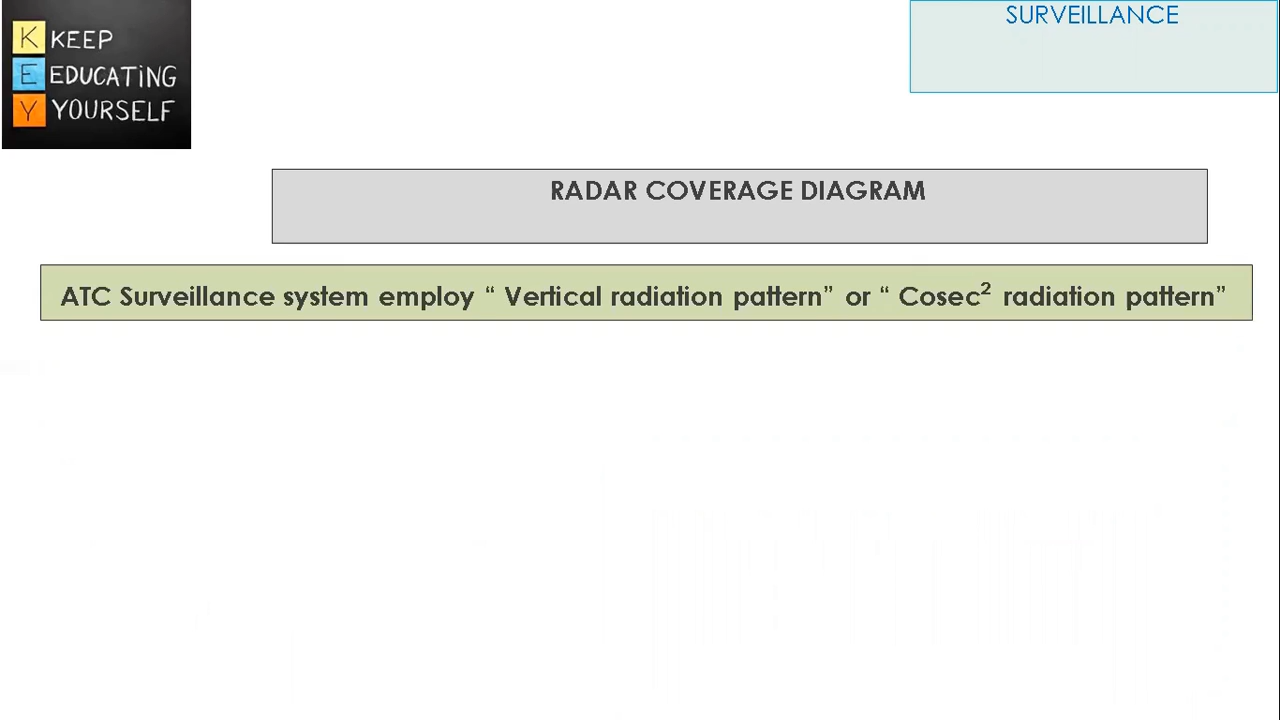 K KEEP
E EDUCATiNG
Y YOURSELF
SURVEILLANCE
RADAR COVERAGE DIAGRAM
ATC Surveillance system employ “ Vertical radiation pattern” or “ Cosec² radiation pattern”